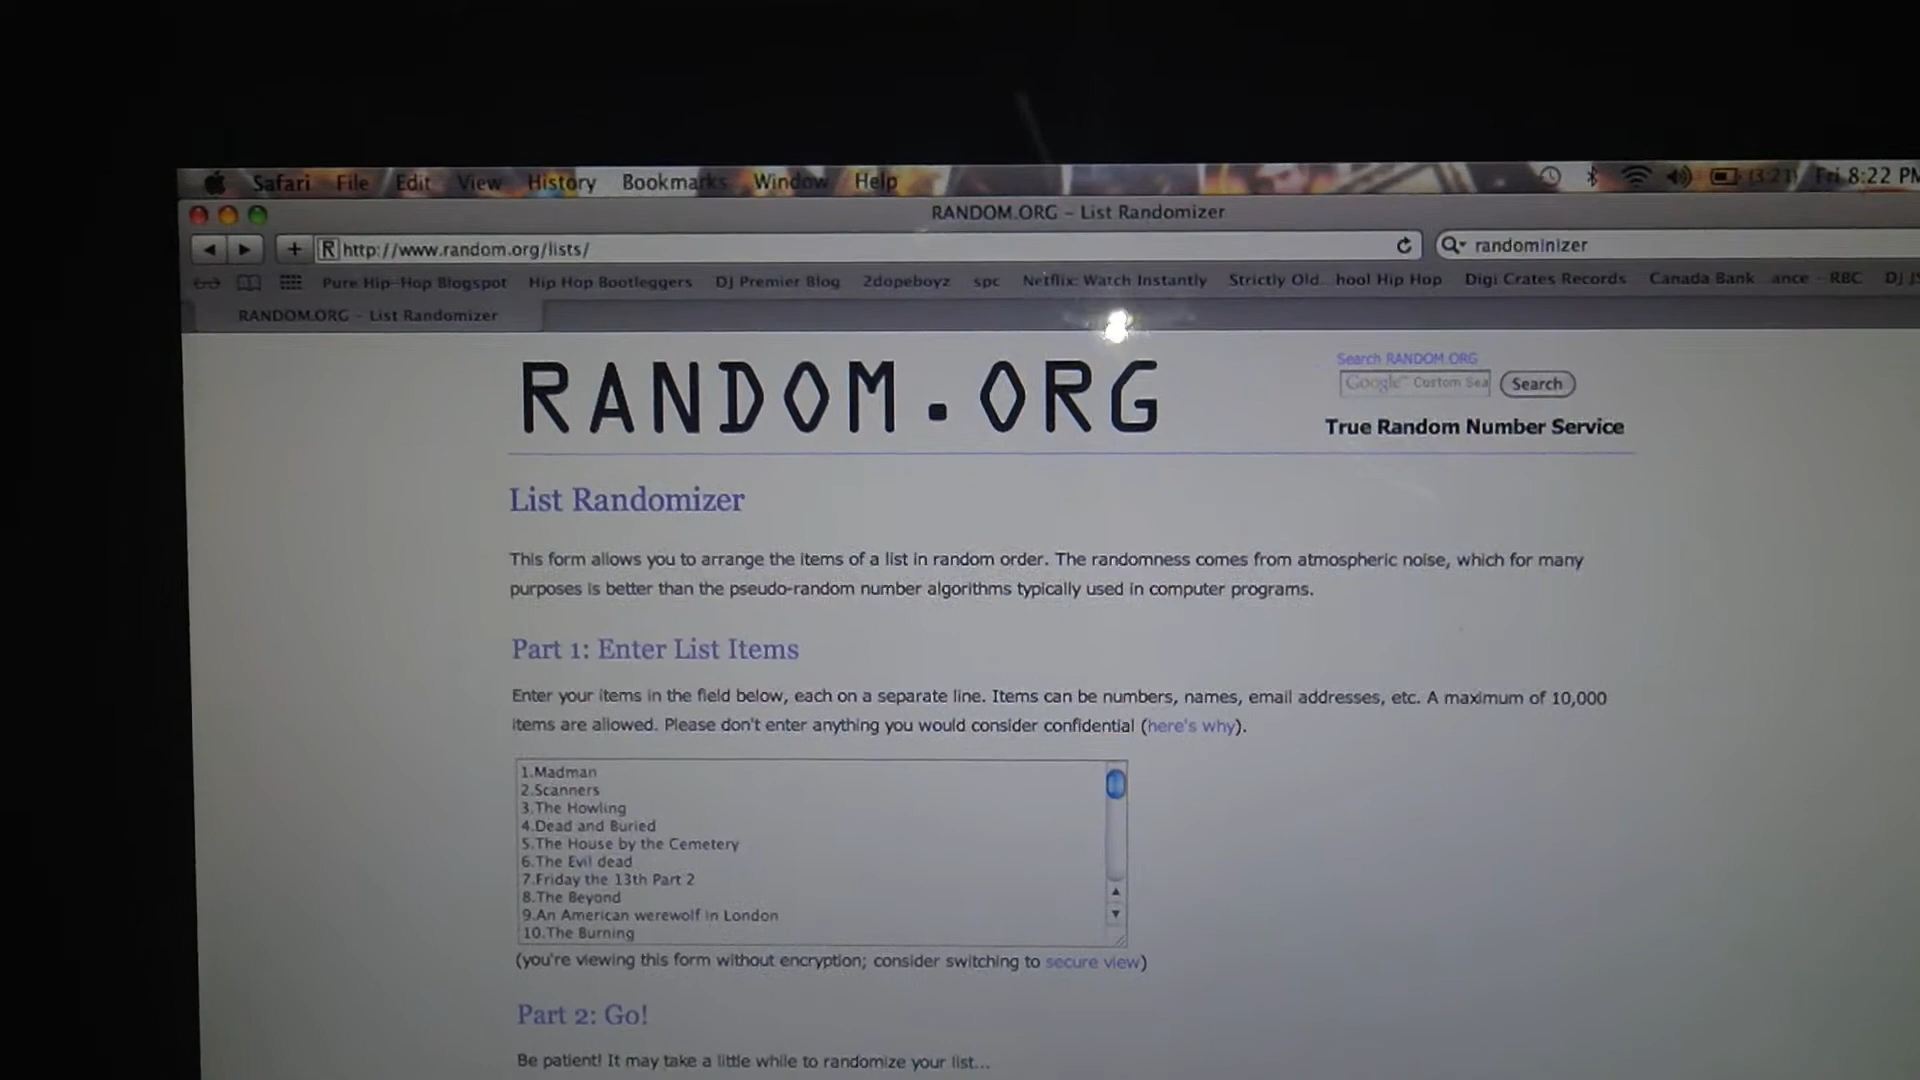 Safari File Edit View History Bookmarks Window Help (3:21) Fri 8:22 PM
RANDOM.ORG – List Randomizer
http://www.random.org/lists/ randominizer
Pure Hip-Hop Blogspot Hip Hop Bootleggers DJ Premier Blog 2dopeboyz spc Netflix: Watch Instantly Strictly Old...hool Hip Hop Digi Crates Records Canada Bank...ance - RBC DJ JS
RANDOM.ORG – List Randomizer
RANDOM.ORG
Search RANDOM.ORG
Google™ Custom Sea Search
True Random Number Service
List Randomizer
This form allows you to arrange the items of a list in random order. The randomness comes from atmospheric noise, which for many
purposes is better than the pseudo-random number algorithms typically used in computer programs.
Part 1: Enter List Items
Enter your items in the field below, each on a separate line. Items can be numbers, names, email addresses, etc. A maximum of 10,000
items are allowed. Please don't enter anything you would consider confidential (here's why).
1.Madman
2.Scanners
3.The Howling
4.Dead and Buried
5.The House by the Cemetery
6.The Evil dead
7.Friday the 13th Part 2
8.The Beyond
9.An American werewolf in London
10.The Burning
(you're viewing this form without encryption; consider switching to secure view)
Part 2: Go!
Be patient! It may take a little while to randomize your list...